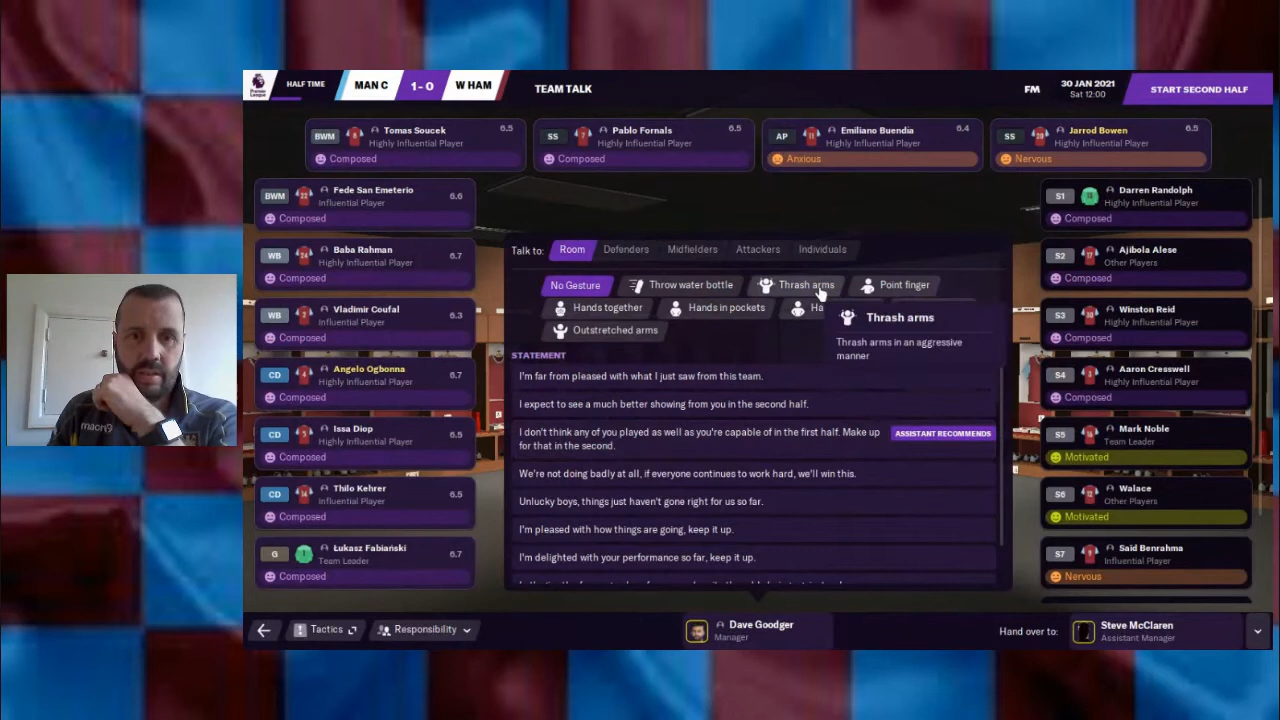 HALF TIME
MAN C
1 - 0
W HAM
TEAM TALK
FM
30 JAN 2021
Sat 12:00
START SECOND HALF
BWM
Tomas Soucek
6.5
Highly Influential Player
Composed
SS
Pablo Fornals
6.5
Highly Influential Player
Composed
AP
Emiliano Buendia
6.4
Highly Influential Player
Anxious
SS
Jarrod Bowen
6.5
Highly Influential Player
Nervous
BWM
Fede San Emeterio
6.6
Influential Player
Composed
WB
Baba Rahman
6.7
Highly Influential Player
Composed
WB
Vladimir Coufal
6.3
Highly Influential Player
Composed
CD
Angelo Ogbonna
6.7
Highly Influential Player
Composed
CD
Issa Diop
6.5
Highly Influential Player
Composed
CD
Thilo Kehrer
6.5
Influential Player
Composed
G
Łukasz Fabiański
6.7
Team Leader
Composed
Talk to:
Room
Defenders
Midfielders
Attackers
Individuals
No Gesture
Throw water bottle
Thrash arms
Point finger
Hands together
Hands in pockets
Ha
Outstretched arms
Thrash arms
Thrash arms in an aggressive
manner
STATEMENT
I'm far from pleased with what I just saw from this team.
I expect to see a much better showing from you in the second half.
I don't think any of you played as well as you're capable of in the first half. Make up
for that in the second.
ASSISTANT RECOMMENDS
We're not doing badly at all, if everyone continues to work hard, we'll win this.
Unlucky boys, things just haven't gone right for us so far.
I'm pleased with how things are going, keep it up.
I'm delighted with your performance so far, keep it up.
S1
Darren Randolph
Highly Influential Player
Composed
S2
Ajibola Alese
Other Players
Composed
S3
Winston Reid
Highly Influential Player
Composed
S4
Aaron Cresswell
Highly Influential Player
Composed
S5
Mark Noble
Team Leader
Motivated
S6
Walace
Other Players
Motivated
S7
Saïd Benrahma
Influential Player
Nervous
Tactics
Responsibility
Dave Goodger
Manager
Hand over to:
Steve McClaren
Assistant Manager
macron